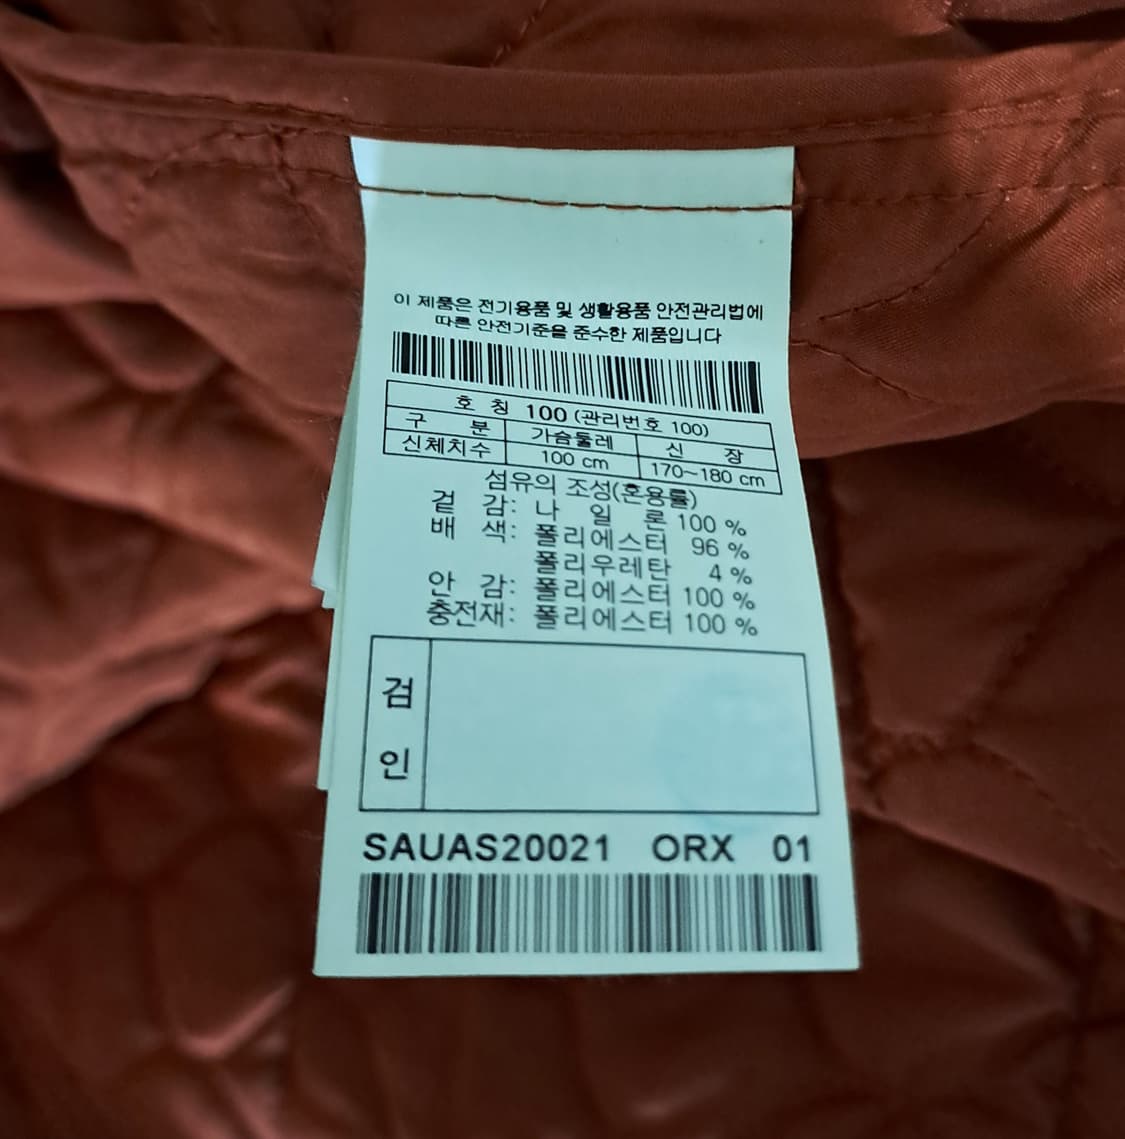 이 제품은 전기용품 및 생활용품 안전관리법에
따른 안전기준을 준수한 제품입니다
호 칭 100 (관리번호 100)
구 분 가슴둘레 신 장
신체치수 100 cm 170~180 cm
섬유의 조성(혼용률)
겉 감: 나 일 론 100 %
배 색: 폴리에스터 96 %
폴리우레탄 4 %
안 감: 폴리에스터 100 %
충전재: 폴리에스터 100 %
검
인
SAUAS20021 ORX 01